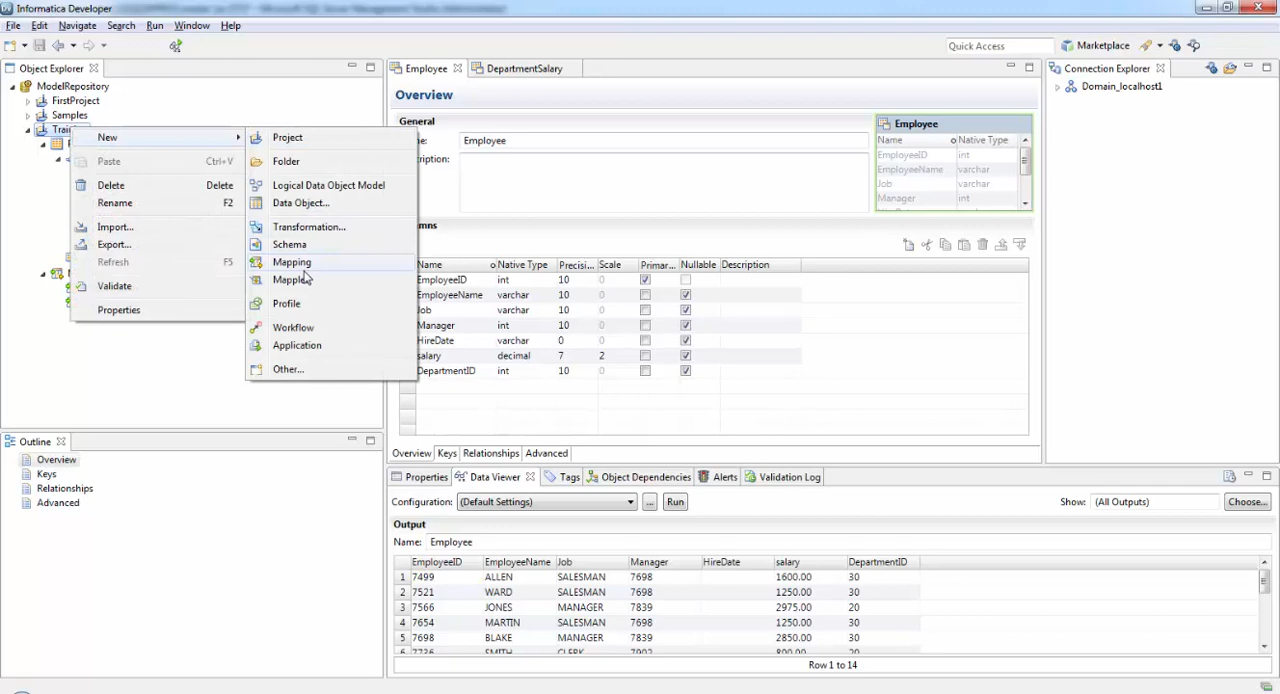 Informatica Developer
File Edit Navigate Search Run Window Help
Quick Access Marketplace
Object Explorer
ModelRepository
FirstProject
Samples
New
Paste Ctrl+V
Delete Delete
Rename F2
Import...
Export...
Refresh F5
Validate
Properties
Project
Folder
Logical Data Object Model
Data Object...
Transformation...
Schema
Mapping
Profile
Workflow
Application
Other...
Employee DepartmentSalary
Overview
General
Employee
Employee
Name Native Type
EmployeeID int
EmployeeName varchar
Job varchar
Manager int
Name Native Type Precisi... Scale Primar... Nullable Description
EmployeeID int 10 0
EmployeeName varchar 10 0
Job varchar 10 0
Manager int 10 0
HireDate varchar 0 0
salary decimal 7 2
DepartmentID int 10 0
Overview Keys Relationships Advanced
Connection Explorer
Domain_localhost1
Outline
Overview
Keys
Relationships
Advanced
Properties Data Viewer Tags Object Dependencies Alerts Validation Log
Configuration: (Default Settings) ... Run Show: (All Outputs) Choose...
Output
Name: Employee
EmployeeID EmployeeName Job Manager HireDate salary DepartmentID
1 7499 ALLEN SALESMAN 7698 1600.00 30
2 7521 WARD SALESMAN 7698 1250.00 30
3 7566 JONES MANAGER 7839 2975.00 20
4 7654 MARTIN SALESMAN 7698 1250.00 30
5 7698 BLAKE MANAGER 7839 2850.00 30
Row 1 to 14